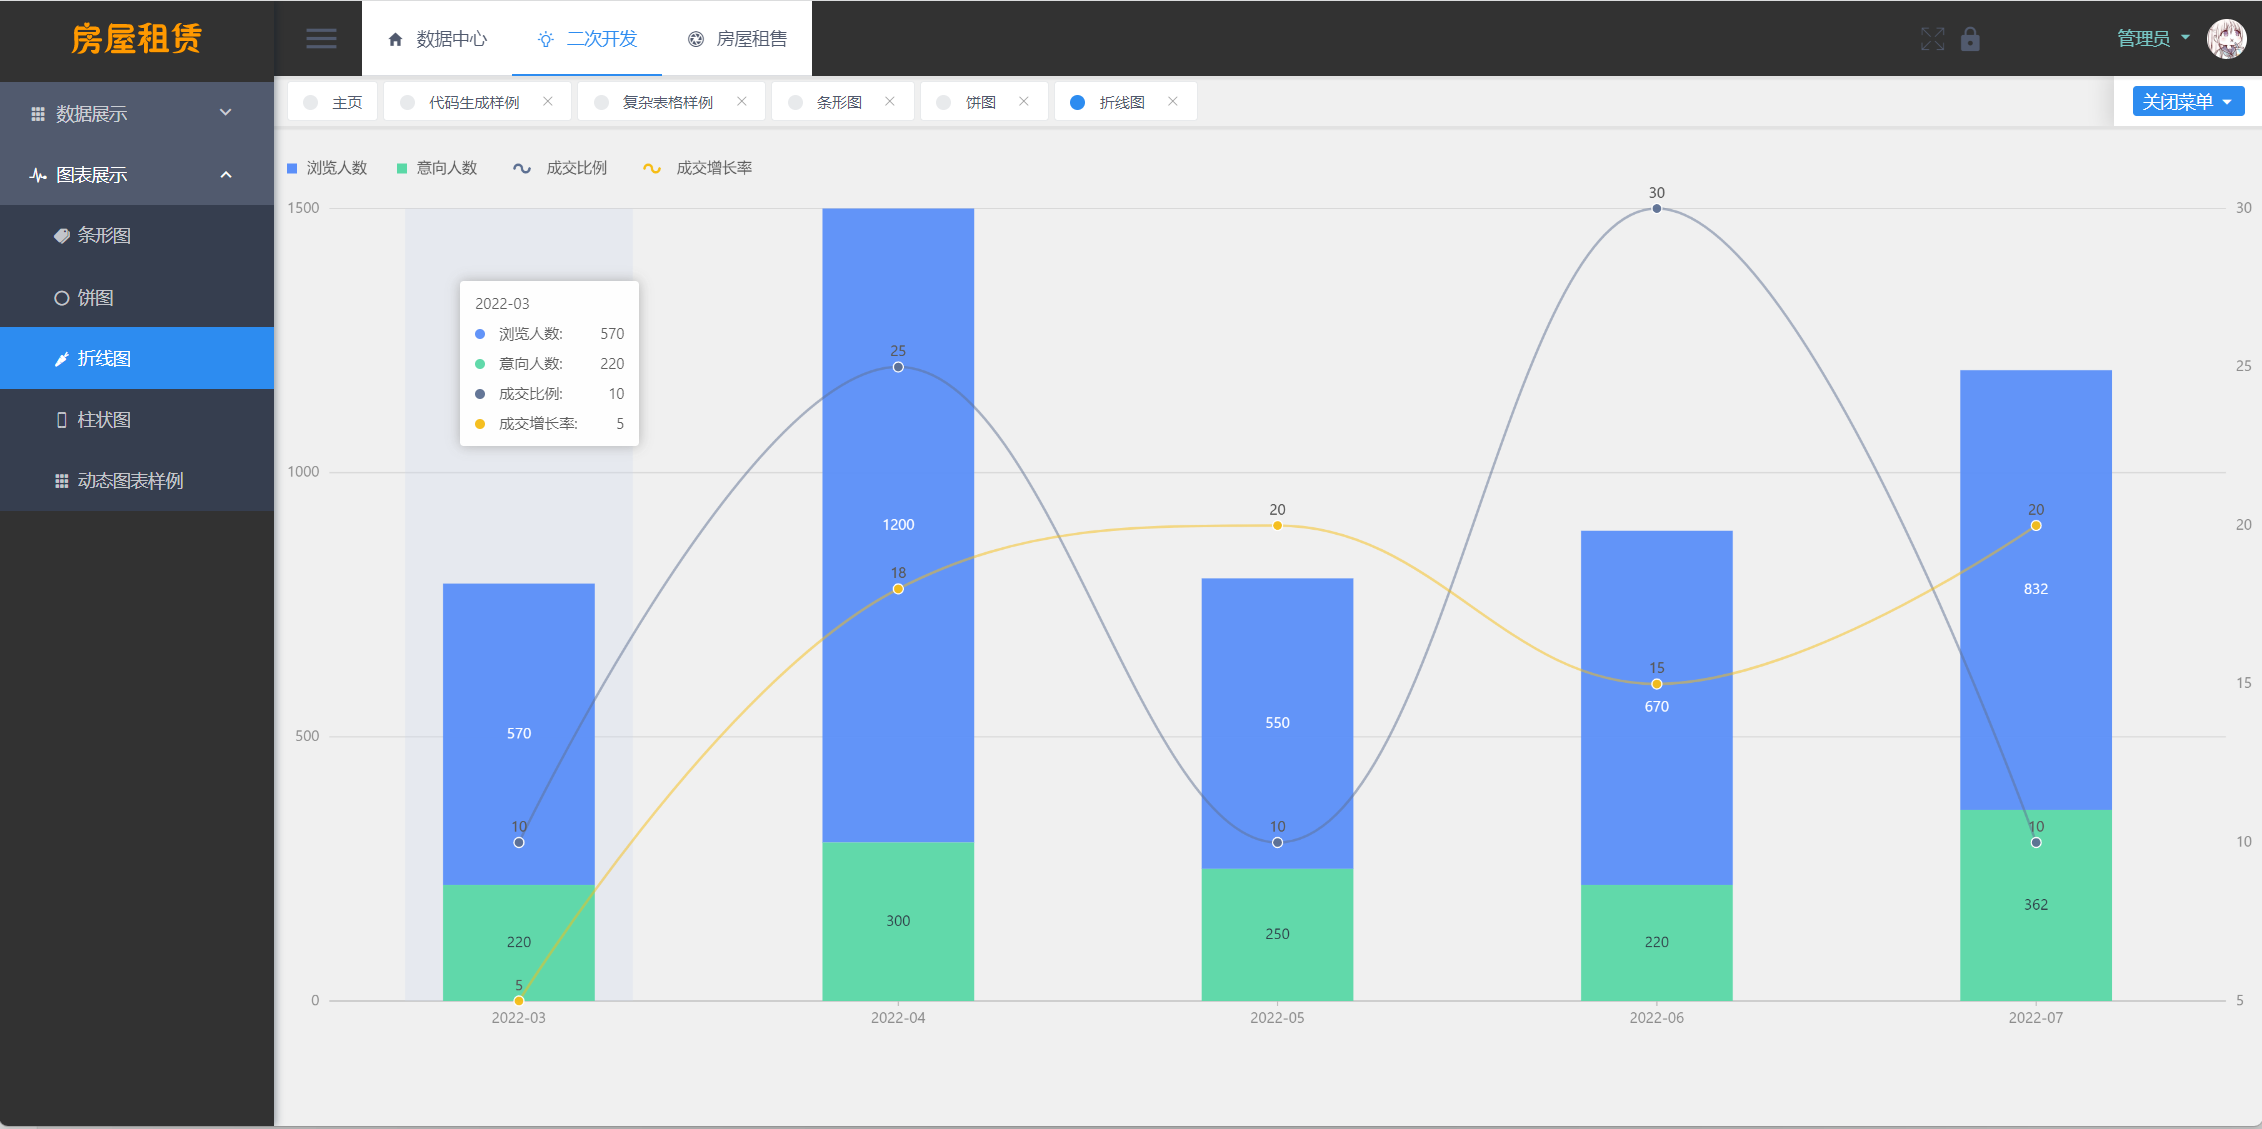 房屋租赁
数据中心 二次开发 房屋租售
管理员
数据展示
图表展示
条形图
饼图
折线图
柱状图
动态图表样例
主页 代码生成样例 复杂表格样例 条形图 饼图 折线图
关闭菜单
浏览人数 意向人数 成交比例 成交增长率
1500
1000
500
0
30
25
20
15
10
5
2022-03
浏览人数: 570
意向人数: 220
成交比例: 10
成交增长率: 5
570
10
220
5
25
1200
18
300
20
550
10
250
30
15
670
220
20
832
10
362
2022-03 2022-04 2022-05 2022-06 2022-07